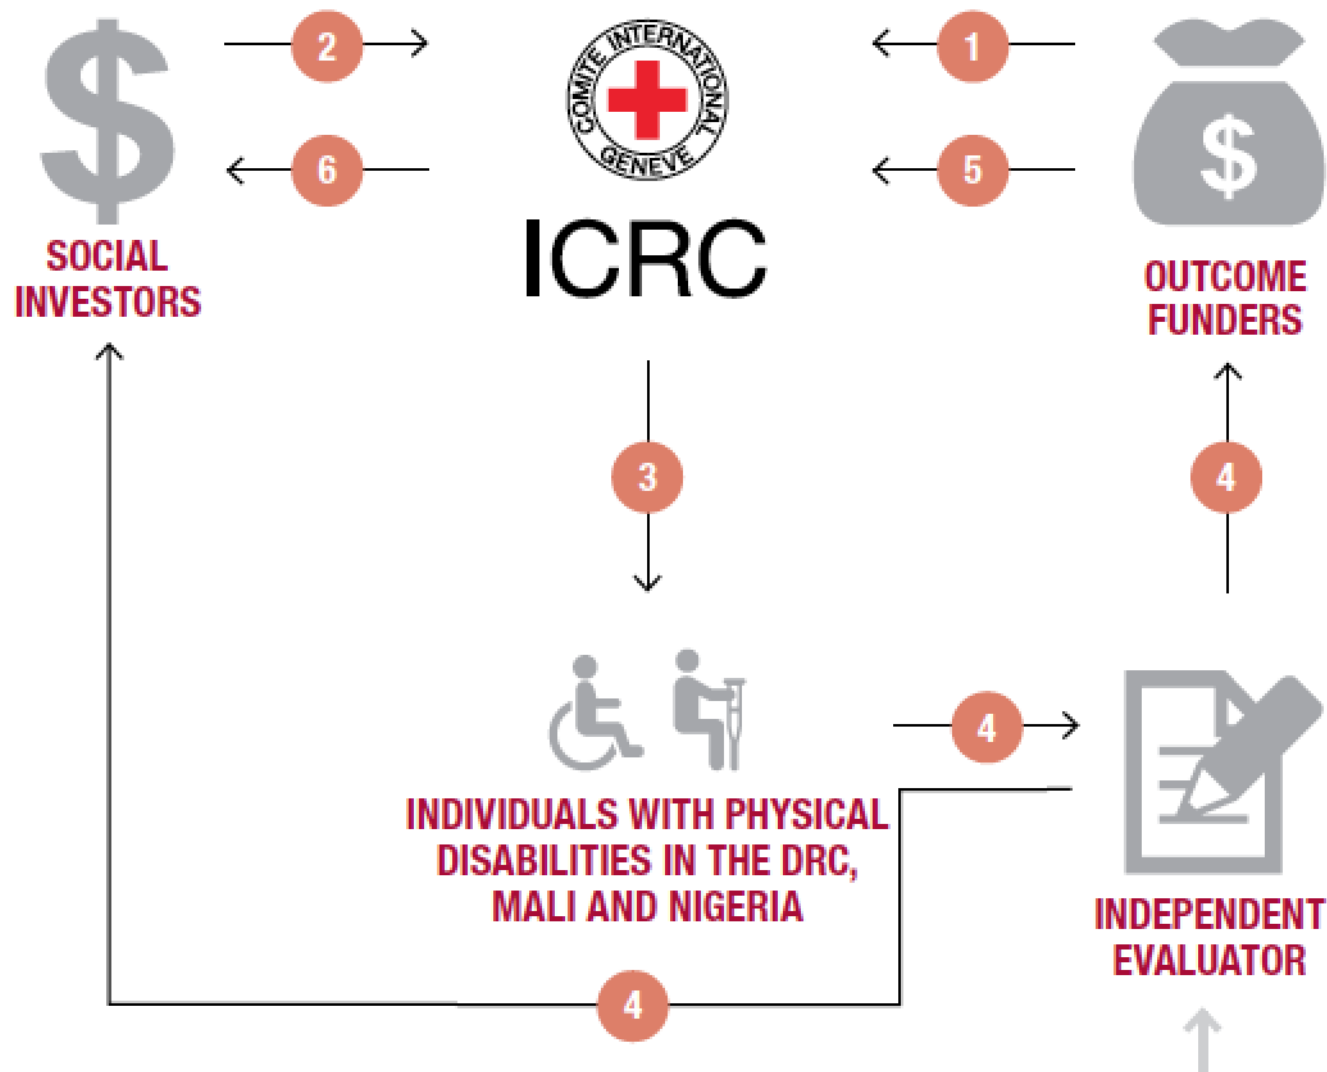 $
2
COMITE INTERNATIONAL GENEVE
1
6
5
$
ICRC
SOCIAL
INVESTORS
OUTCOME
FUNDERS
3
4
4
INDIVIDUALS WITH PHYSICAL
DISABILITIES IN THE DRC,
MALI AND NIGERIA
INDEPENDENT
EVALUATOR
4